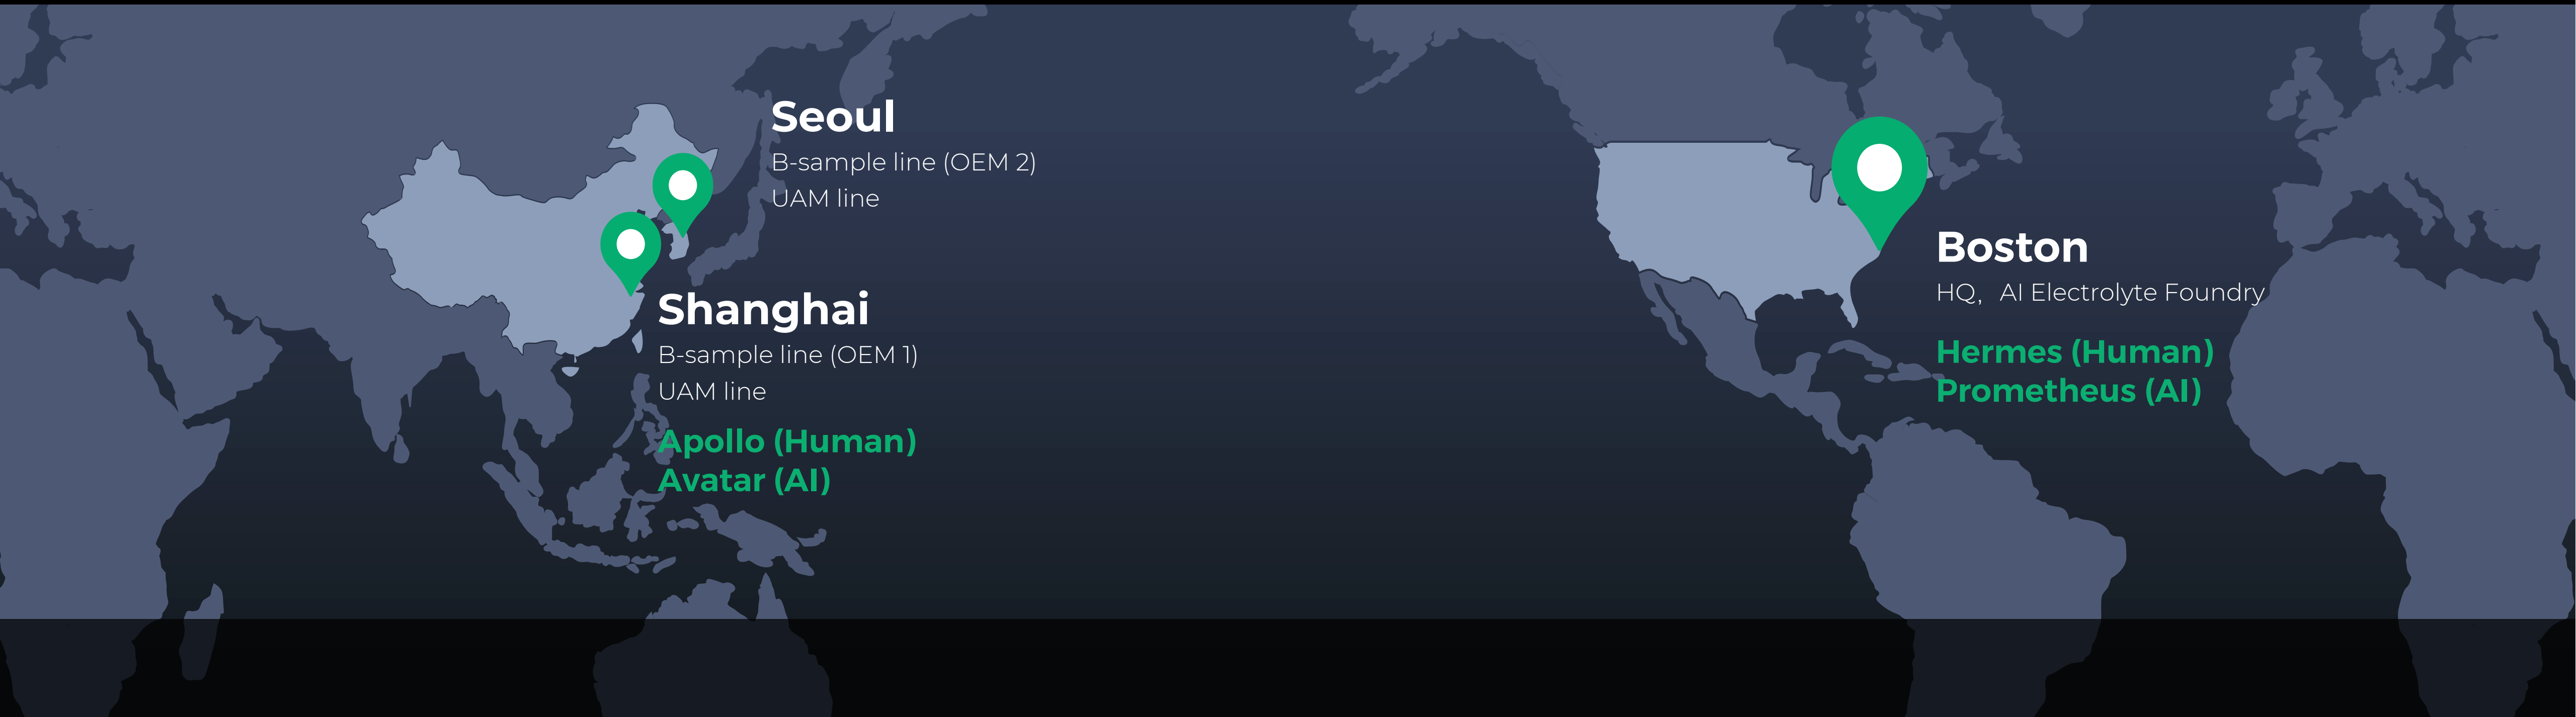 Seoul
B-sample line (OEM 2)
UAM line
Shanghai
B-sample line (OEM 1)
UAM line
Apollo (Human)
Avatar (AI)
Boston
HQ， AI Electrolyte Foundry
Hermes (Human)
Prometheus (AI)